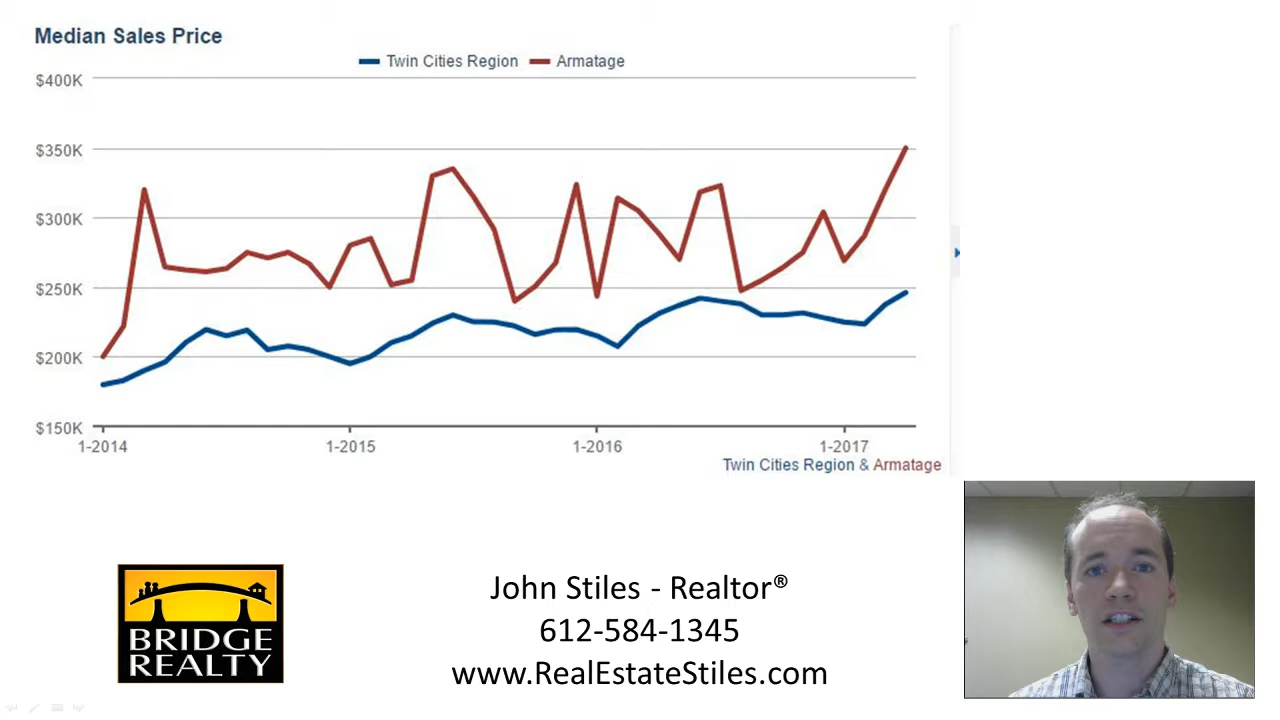 Median Sales Price
Twin Cities Region Armatage
$400K
$350K
$300K
$250K
$200K
$150K
1-2014 1-2015 1-2016 1-2017
Twin Cities Region & Armatage
BRIDGE
REALTY
John Stiles - Realtor®
612-584-1345
www.RealEstateStiles.com